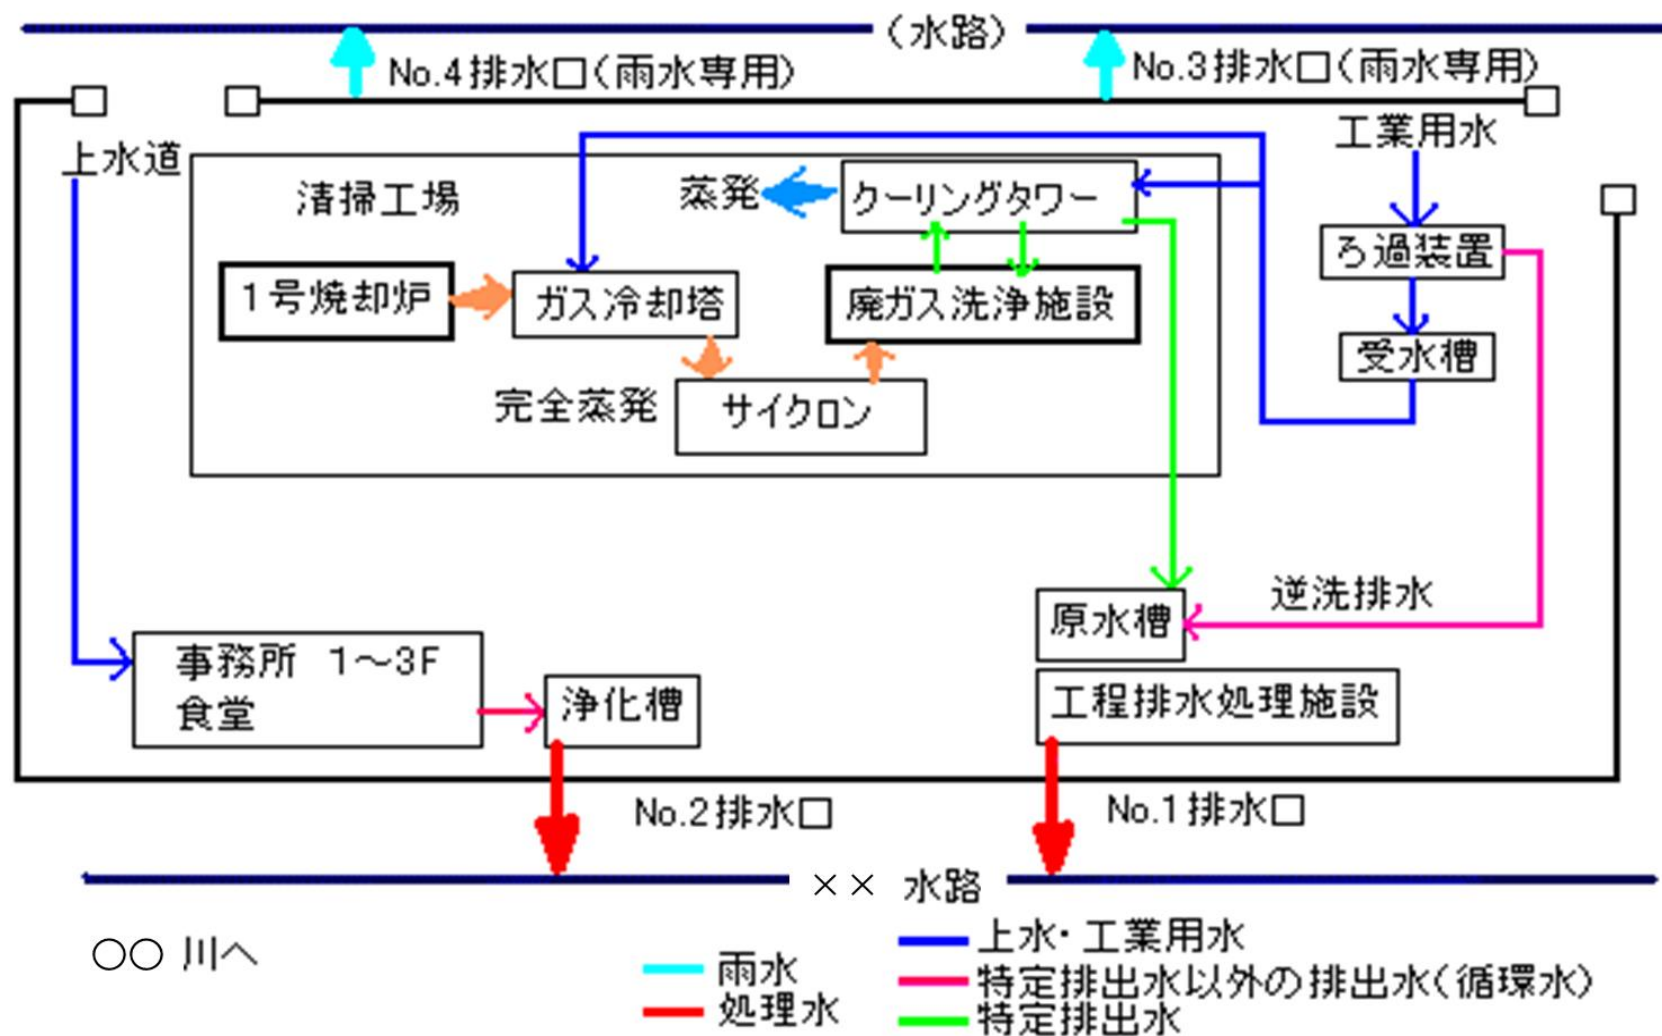 (水路)
No.4排水口(雨水専用)
No.3排水口(雨水専用)
上水道
工業用水
清掃工場
蒸発
クーリングタワー
ろ過装置
1号焼却炉
ガス冷却塔
廃ガス洗浄施設
受水槽
完全蒸発
サイクロン
逆洗排水
原水槽
事務所 1~3F
食堂
浄化槽
工程排水処理施設
No.2排水口
No.1排水口
×× 水路
○○ 川へ
雨水
処理水
上水・工業用水
特定排出水以外の排出水(循環水)
特定排出水